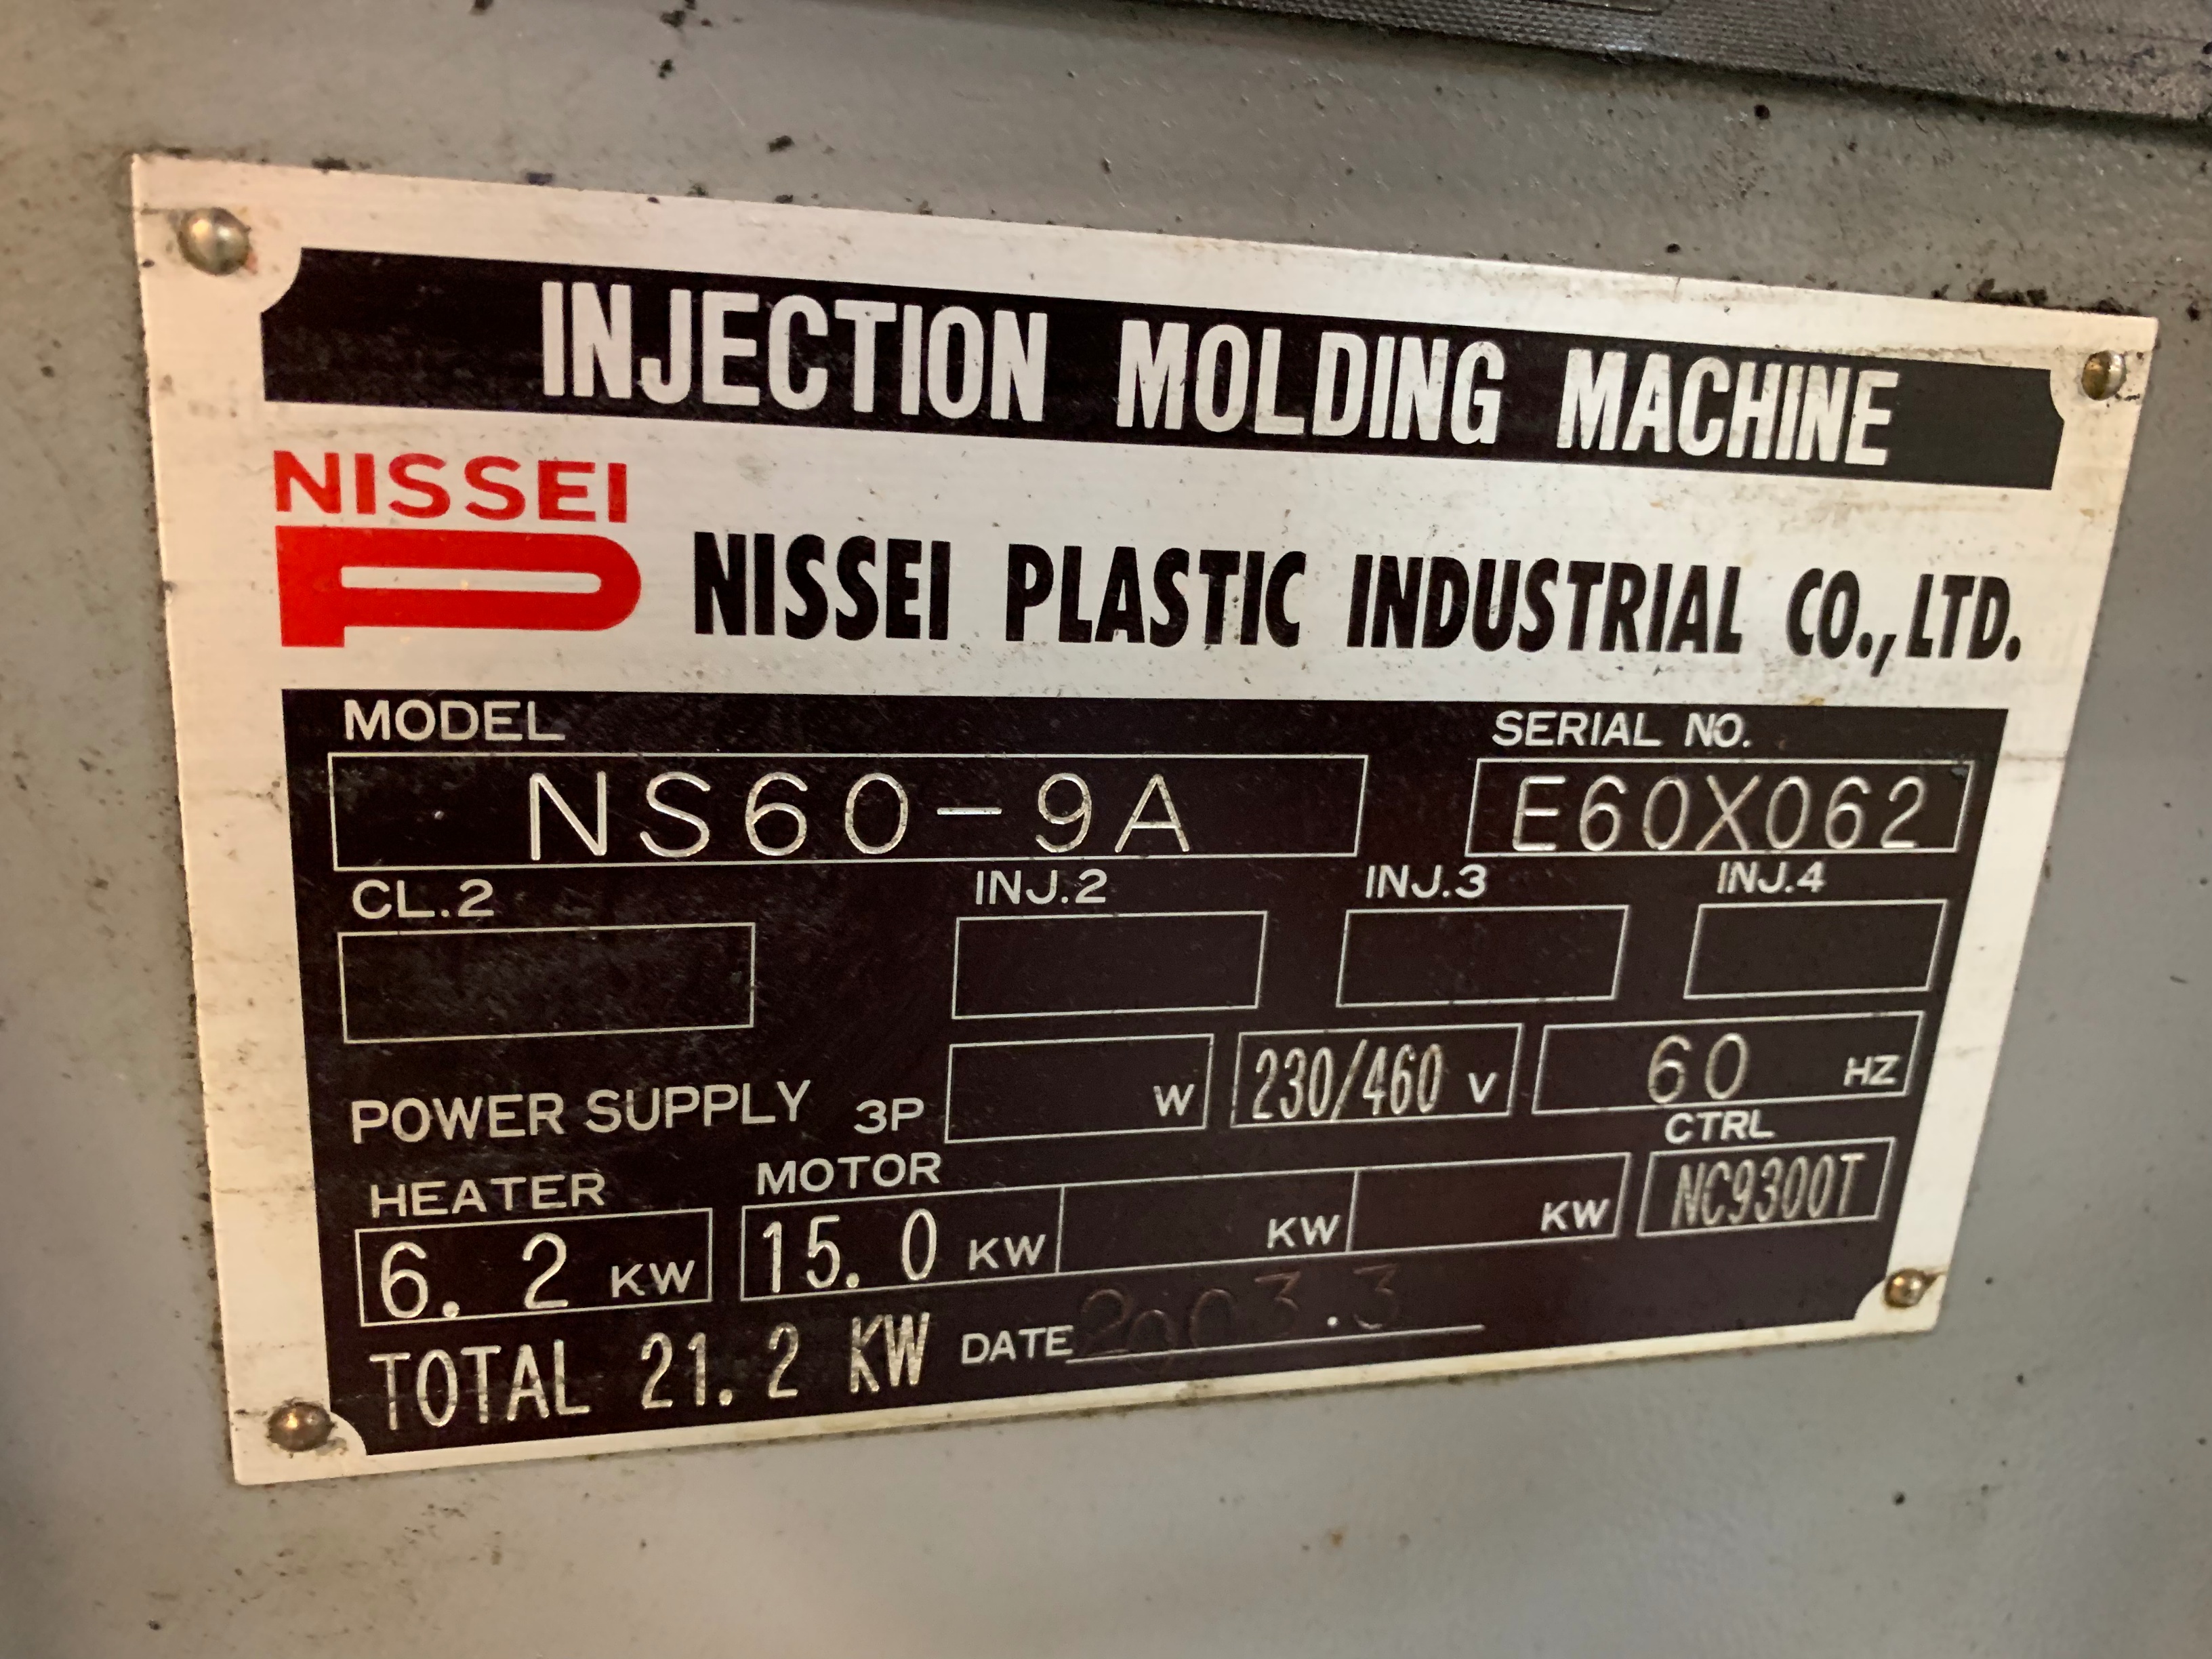 INJECTION MOLDING MACHINE
NISSEI
NISSEI PLASTIC INDUSTRIAL CO., LTD.
MODEL SERIAL NO.
NS60-9A E60X062
CL.2 INJ.2 INJ.3 INJ.4
POWER SUPPLY 3P W 230/460 V 60 HZ
HEATER MOTOR CTRL
6.2 KW 15.0 KW KW KW NC9300T
TOTAL 21.2 KW DATE 2003.3